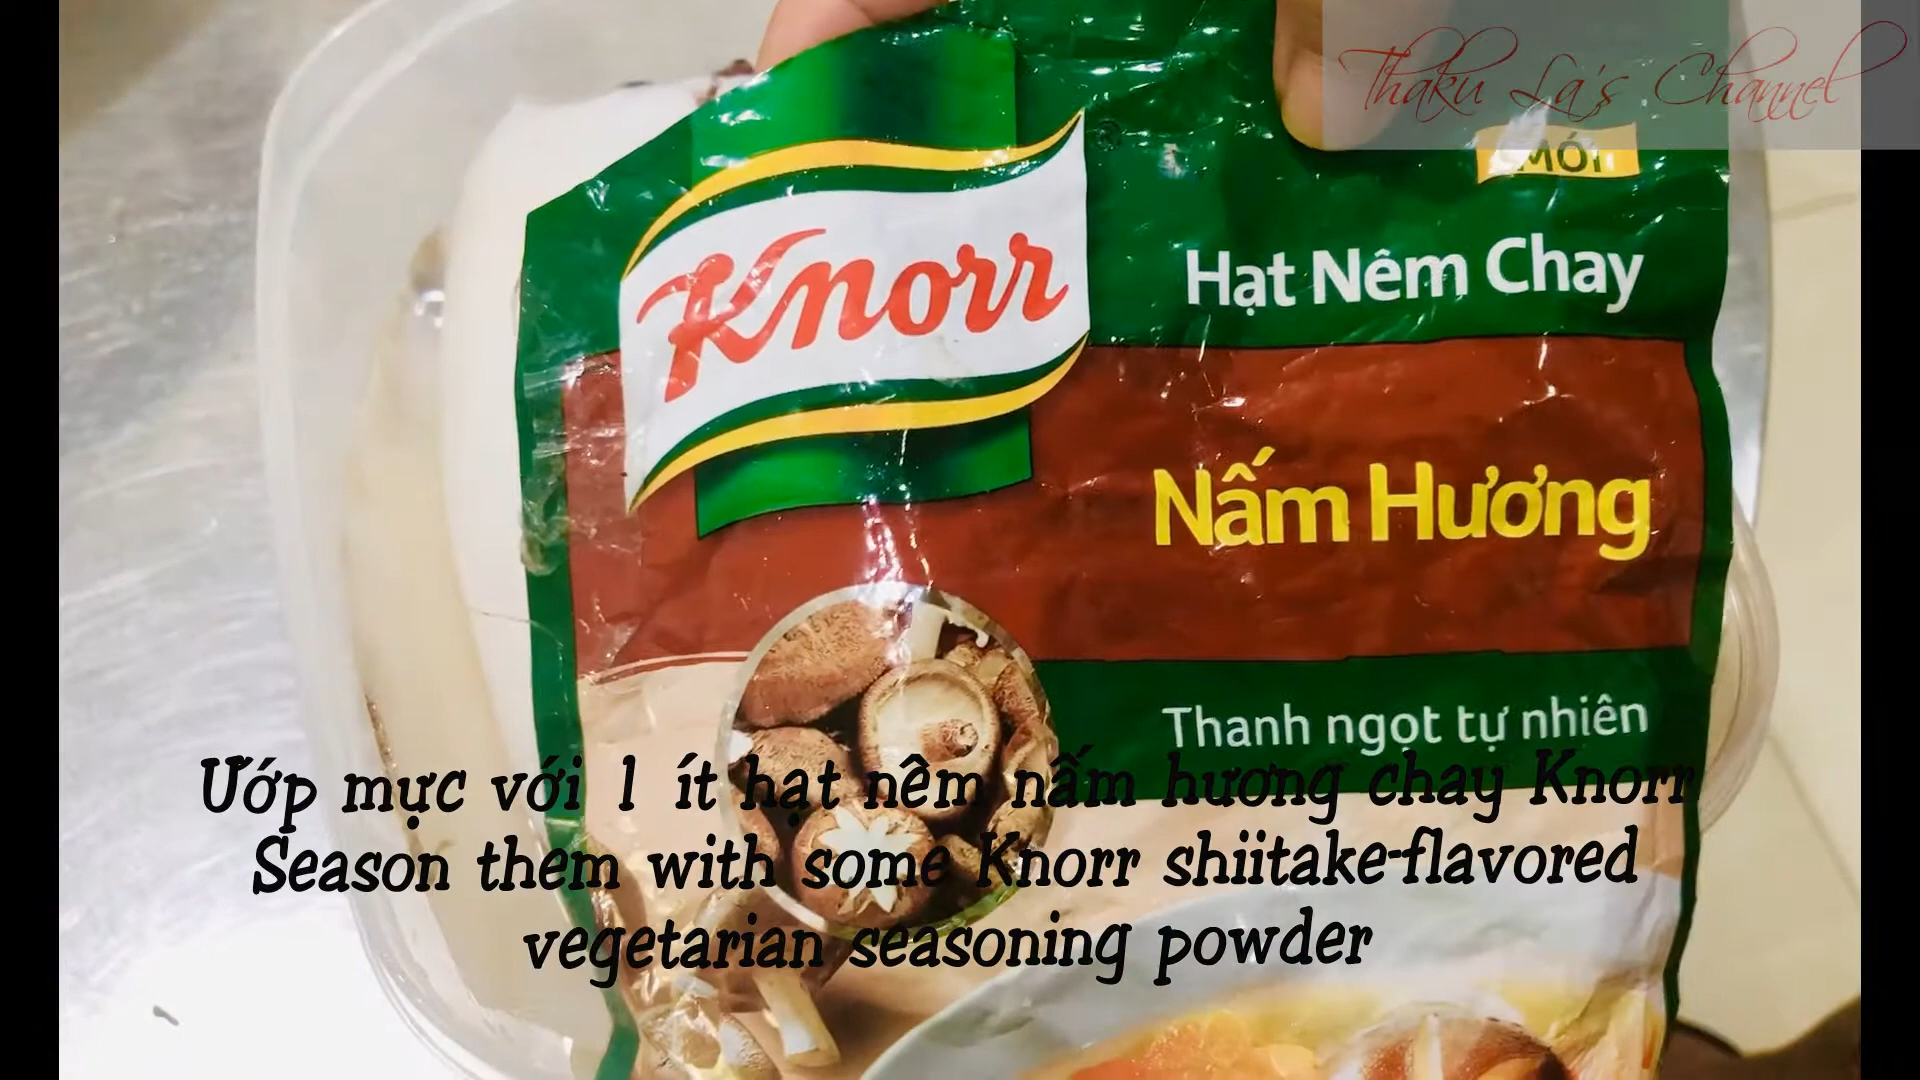 Thaku La's Channel
MỚI
Knorr
Hạt Nêm Chay
Nấm Hương
Thanh ngọt tự nhiên
Ướp mực với 1 ít hạt nêm nấm hương chay Knorr
Season them with some Knorr shiitake-flavored
vegetarian seasoning powder